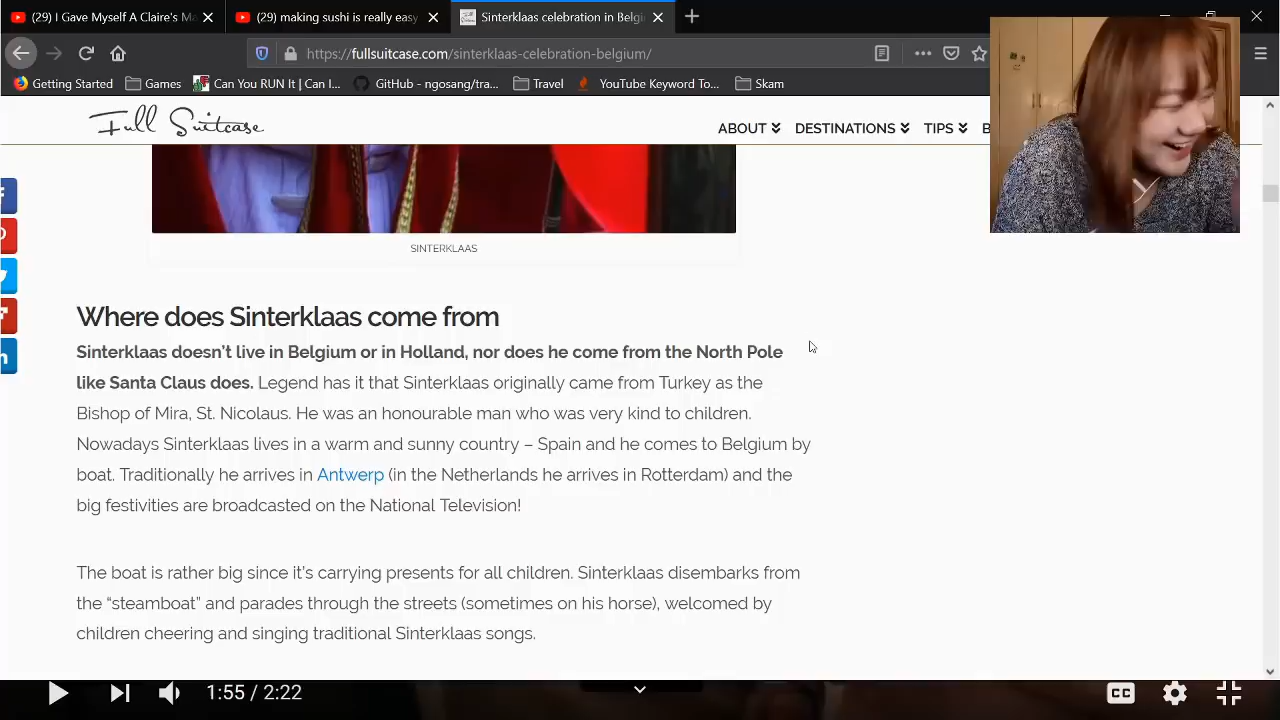 (29) I Gave Myself A Claire's Ma
(29) making sushi is really easy
Sinterklaas celebration in Belgi
https://fullsuitcase.com/sinterklaas-celebration-belgium/
Getting Started
Games
Can You RUN It | Can I...
GitHub - ngosang/tra...
Travel
YouTube Keyword To...
Skam
Full Suitcase
ABOUT
DESTINATIONS
TIPS
B
SINTERKLAAS
Where does Sinterklaas come from
Sinterklaas doesn't live in Belgium or in Holland, nor does he come from the North Pole
like Santa Claus does. Legend has it that Sinterklaas originally came from Turkey as the
Bishop of Mira, St. Nicolaus. He was an honourable man who was very kind to children.
Nowadays Sinterklaas lives in a warm and sunny country – Spain and he comes to Belgium by
boat. Traditionally he arrives in Antwerp (in the Netherlands he arrives in Rotterdam) and the
big festivities are broadcasted on the National Television!
The boat is rather big since it's carrying presents for all children. Sinterklaas disembarks from
the “steamboat” and parades through the streets (sometimes on his horse), welcomed by
children cheering and singing traditional Sinterklaas songs.
1:55 / 2:22
CC